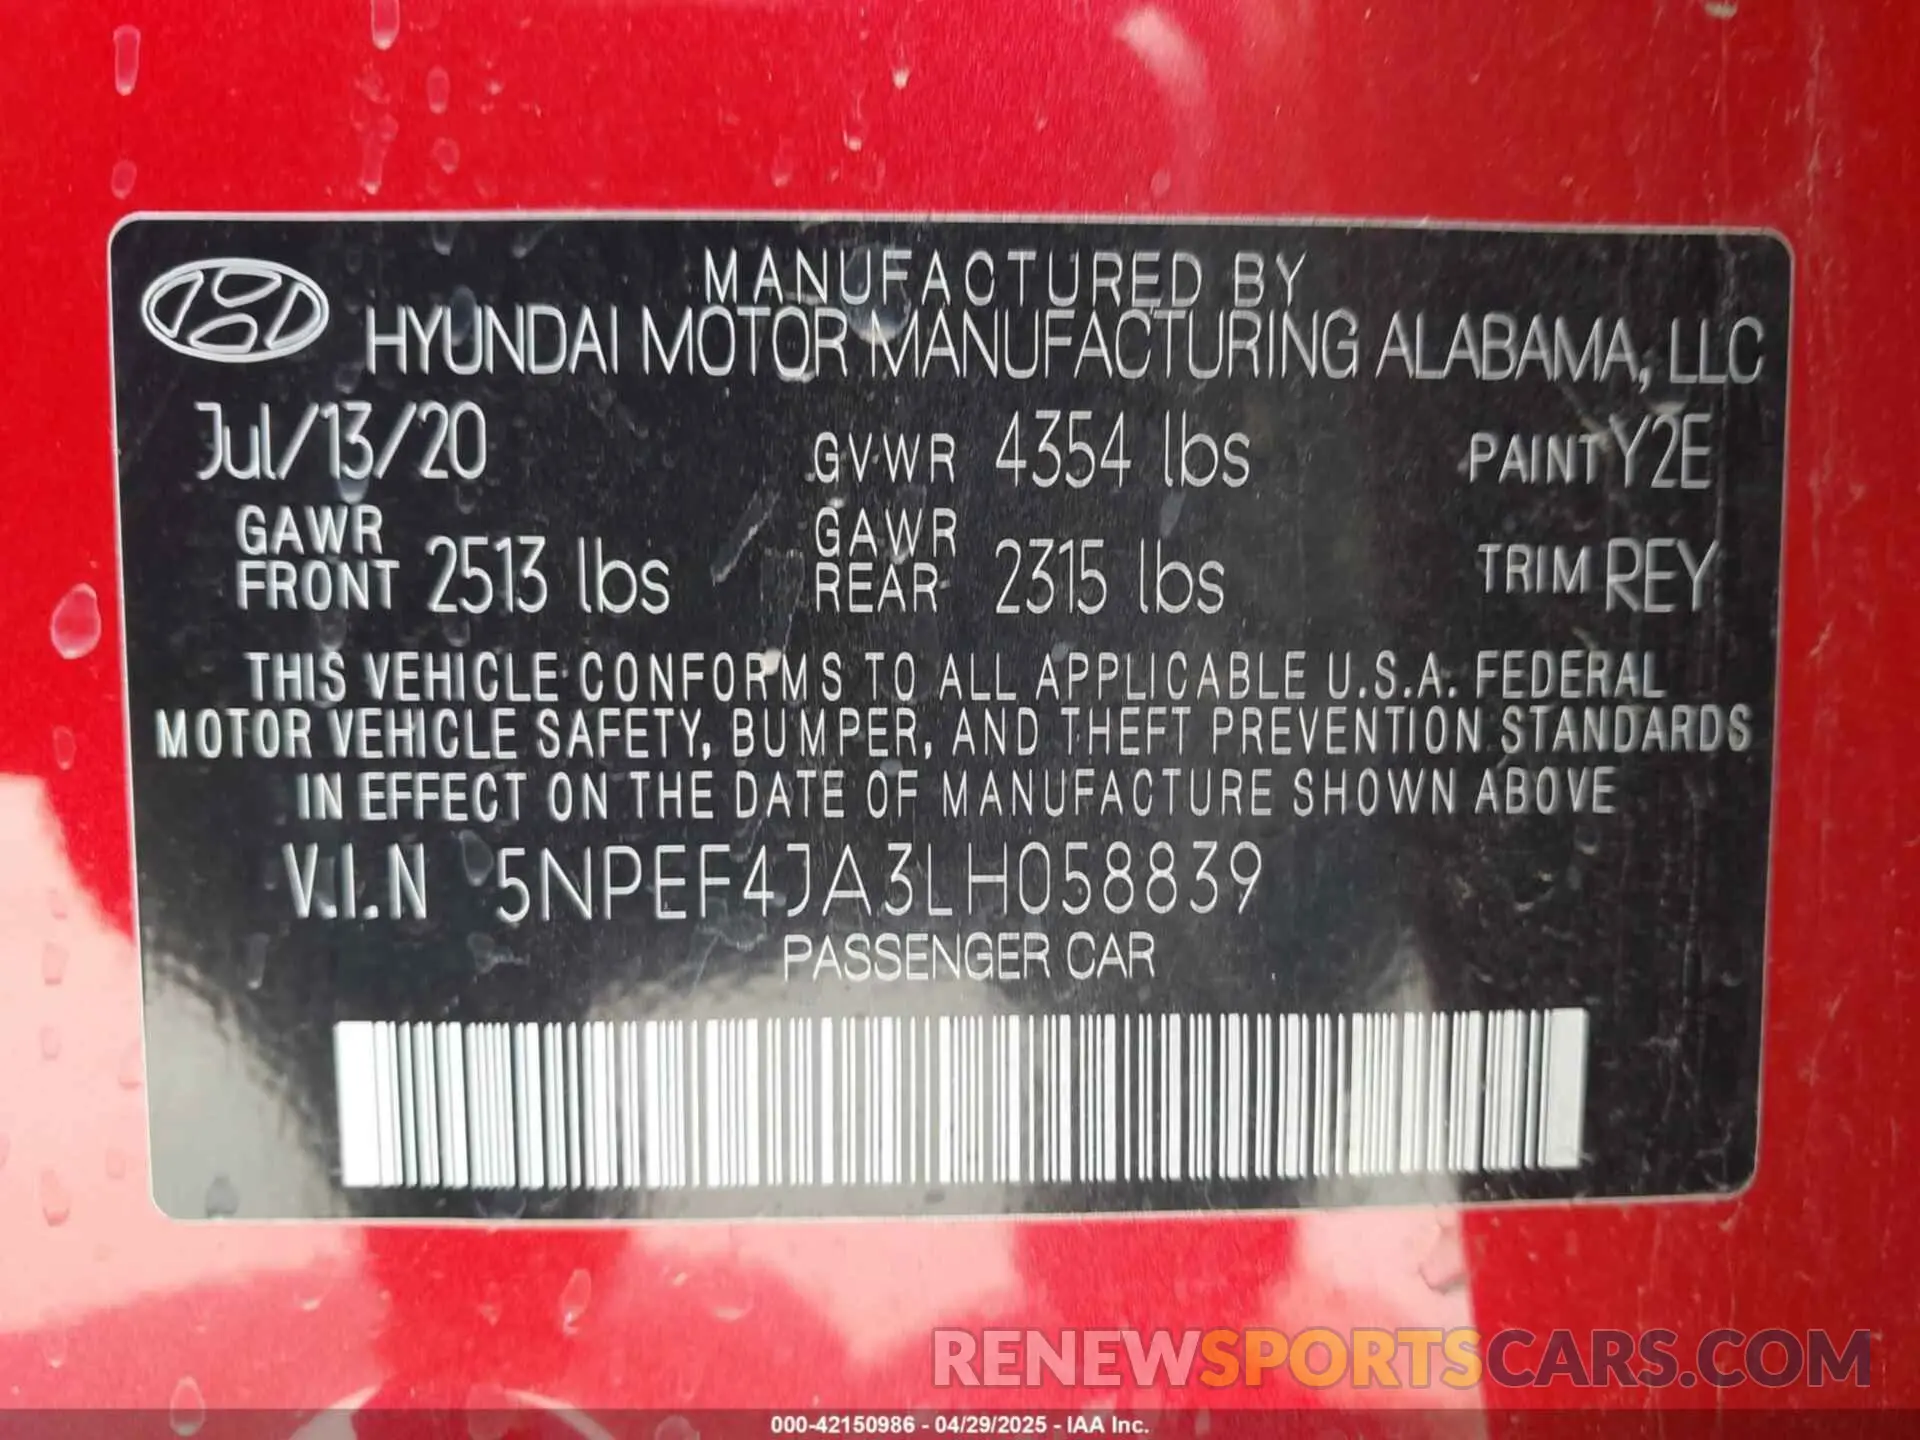 MANUFACTURED BY
HYUNDAI MOTOR MANUFACTURING ALABAMA, LLC
Jul/13/20 GVWR 4354 lbs PAINT Y2E
GAWR FRONT 2513 lbs GAWR REAR 2315 lbs TRIM REY
THIS VEHICLE CONFORMS TO ALL APPLICABLE U.S.A. FEDERAL
MOTOR VEHICLE SAFETY, BUMPER, AND THEFT PREVENTION STANDARDS
IN EFFECT ON THE DATE OF MANUFACTURE SHOWN ABOVE
V.I.N 5NPEF4JA3LH058839
PASSENGER CAR
RENEWSPORTSCARS.COM
000-42150986 - 04/29/2025 - IAA Inc.